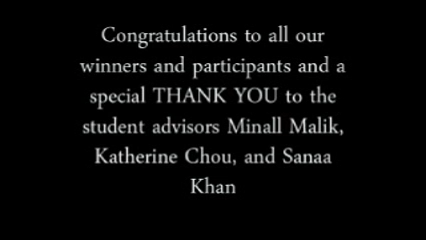 Congratulations to all our
winners and participants and a
special THANK YOU to the
student advisors Minall Malik,
Katherine Chou, and Sanaa
Khan